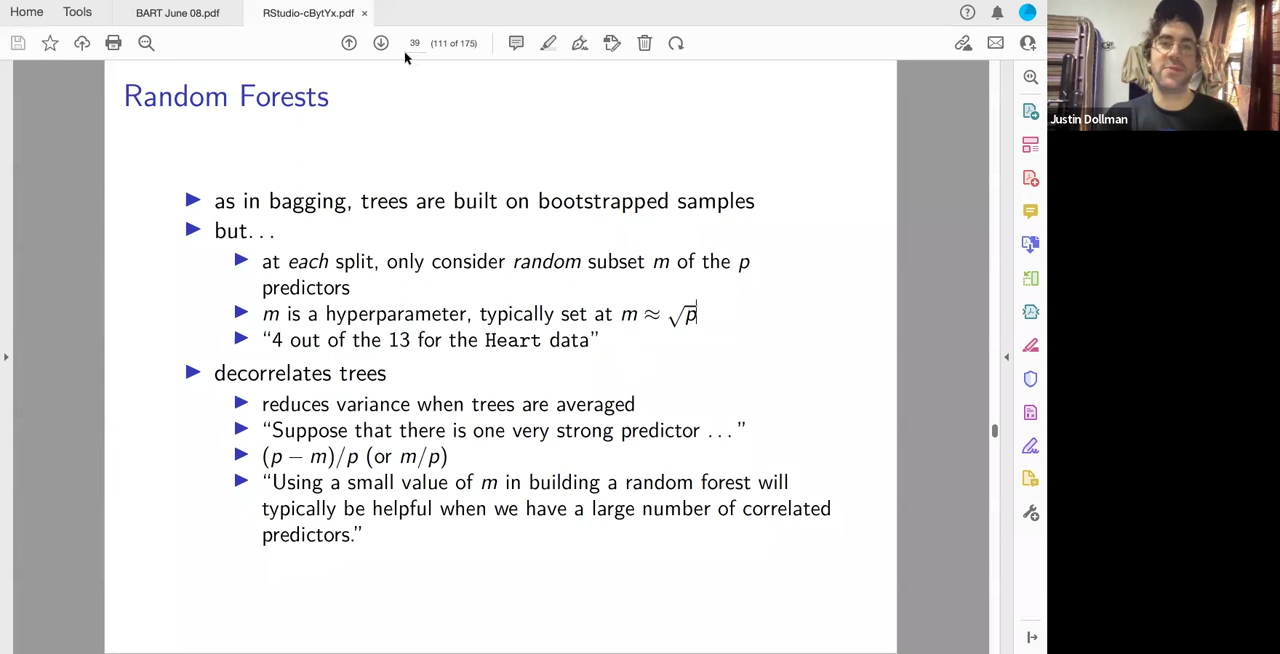 Home Tools BART June 08.pdf RStudio-cBytYx.pdf ×
39 (111 of 175)
Justin Dollman
Random Forests
as in bagging, trees are built on bootstrapped samples
but...
at each split, only consider random subset m of the p
predictors
m is a hyperparameter, typically set at m ≈ √p
“4 out of the 13 for the Heart data”
decorrelates trees
reduces variance when trees are averaged
“Suppose that there is one very strong predictor ...”
(p − m)/p (or m/p)
“Using a small value of m in building a random forest will
typically be helpful when we have a large number of correlated
predictors.”